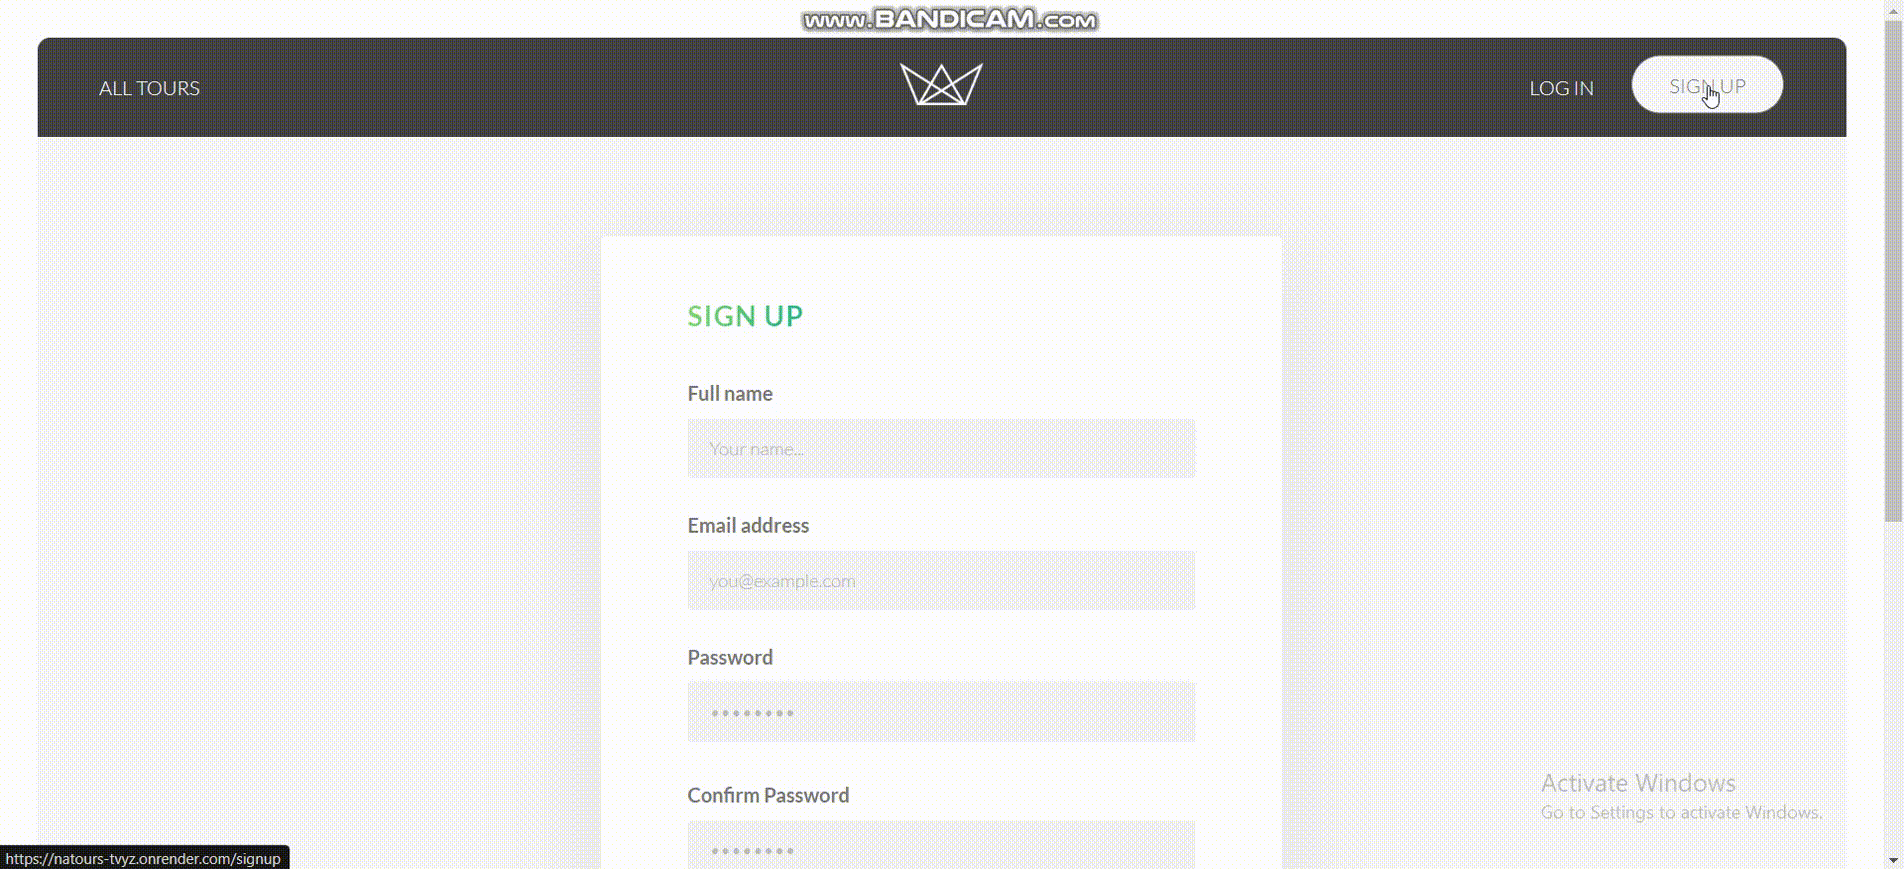 www.BANDICAM.com
ALL TOURS
LOG IN
SIGN UP
SIGN UP
Full name
Your name...
Email address
you@example.com
Password
••••••••
Confirm Password
••••••••
Activate Windows
Go to Settings to activate Windows.
https://natours-tvyz.onrender.com/signup